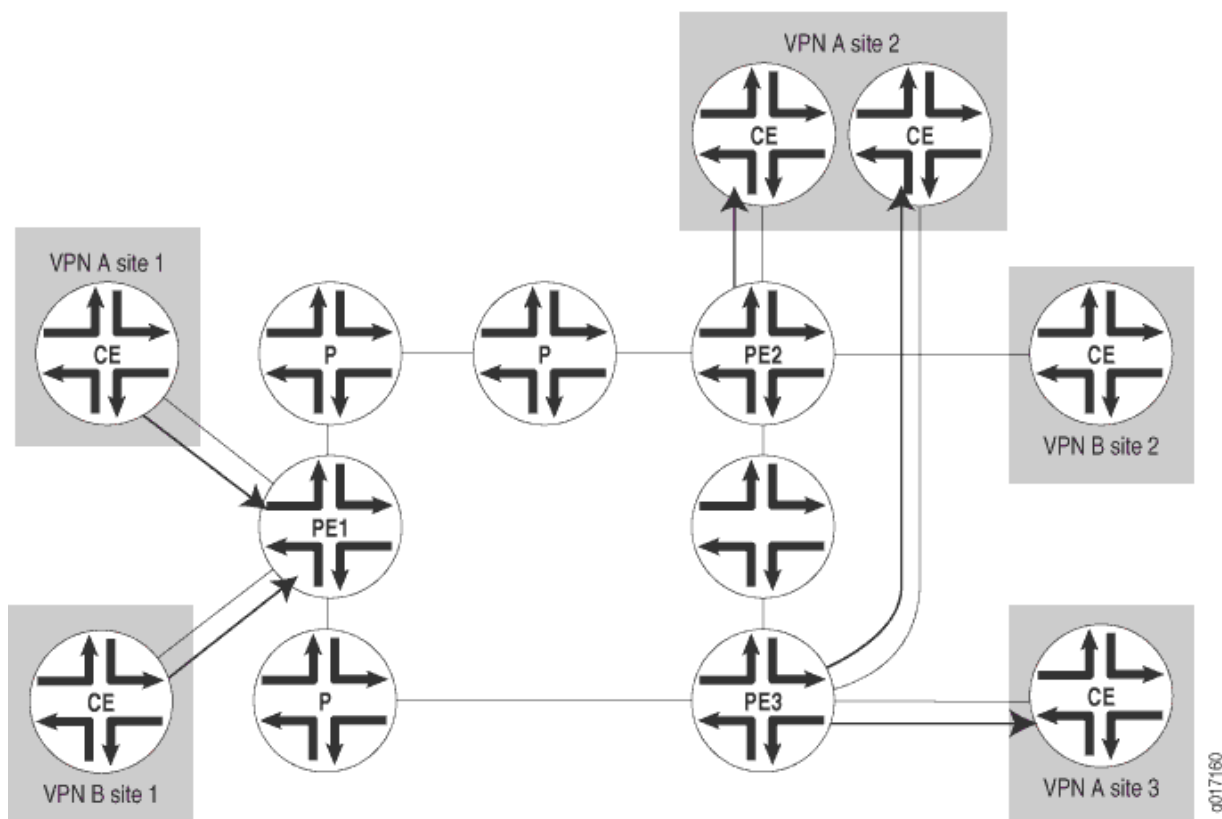 VPN A site 2
CE
CE
VPN A site 1
CE
P
P
PE2
CE
VPN B site 2
PE1
CE
VPN B site 1
P
PE3
CE
VPN A site 3
g017160